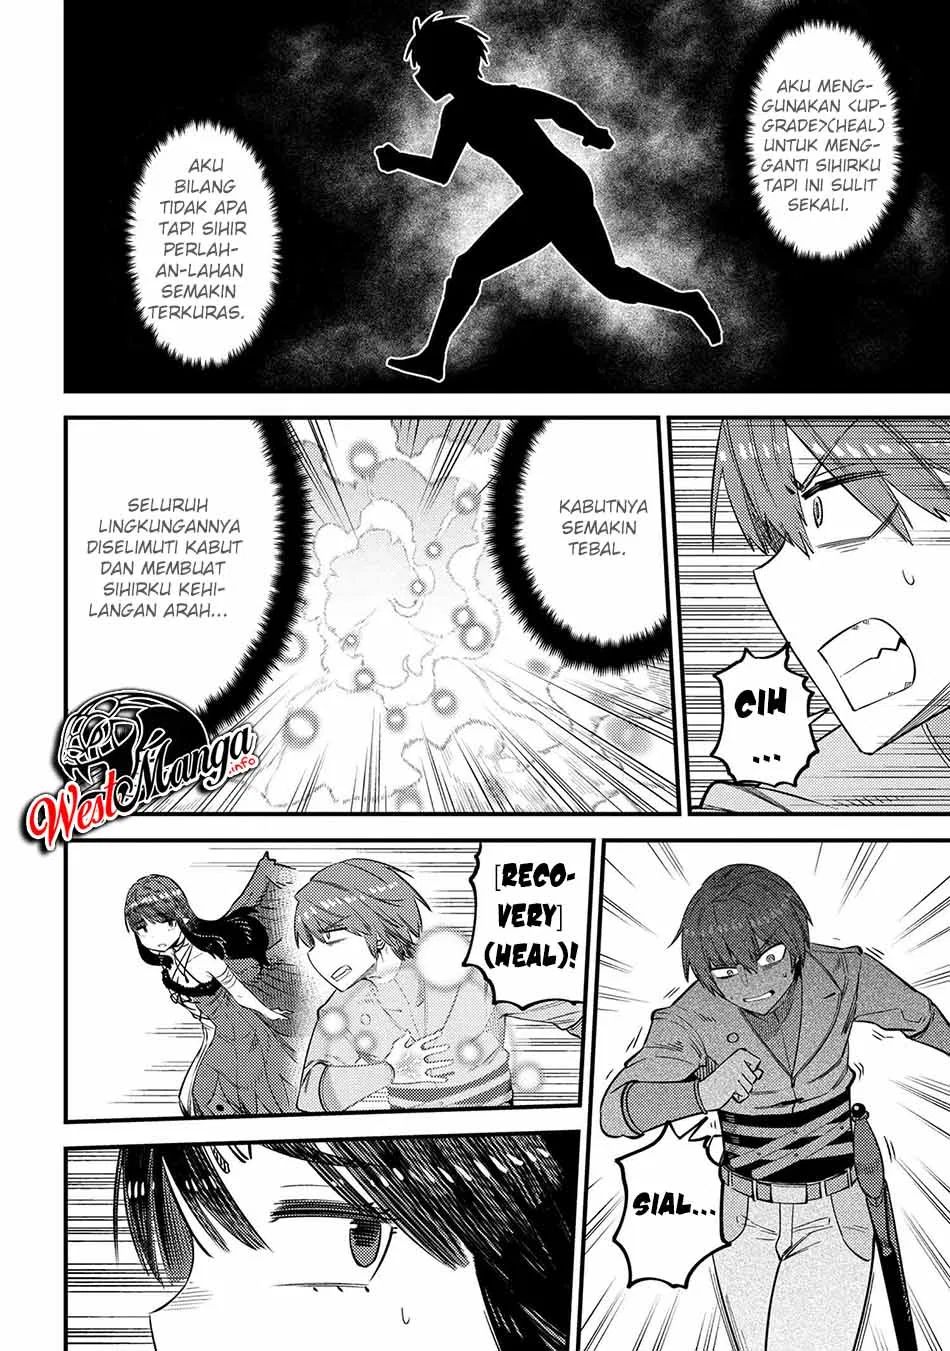 AKU MENG-
GUNAKAN <UP-
GRADE>(HEAL)
UNTUK MENG-
GANTI SIHIRKU
TAPI INI SULIT
SEKALI.
AKU
BILANG
TIDAK APA
TAPI SIHIR
PERLAH-
AN-LAHAN
SEMAKIN
TERKURAS.
CIH
...
KABUTNYA
SEMAKIN
TEBAL.
SELURUH
LINGKUNGANNYA
DISELIMUTI KABUT
DAN MEMBUAT
SIHIRKU KEHI-
LANGAN ARAH...
WestManga
.info
SIAL...
[RECO-
VERY]
(HEAL)!